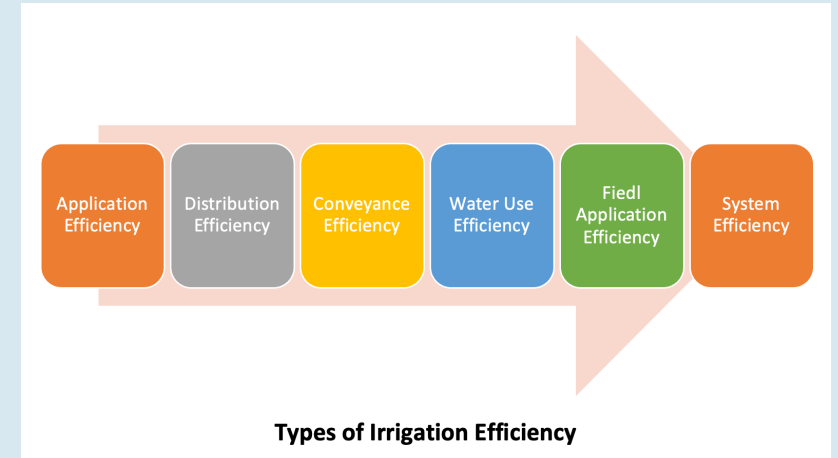 Application
Efficiency
Distribution
Efficiency
Conveyance
Efficiency
Water Use
Efficiency
Fiedl
Application
Efficiency
System
Efficiency
Types of Irrigation Efficiency